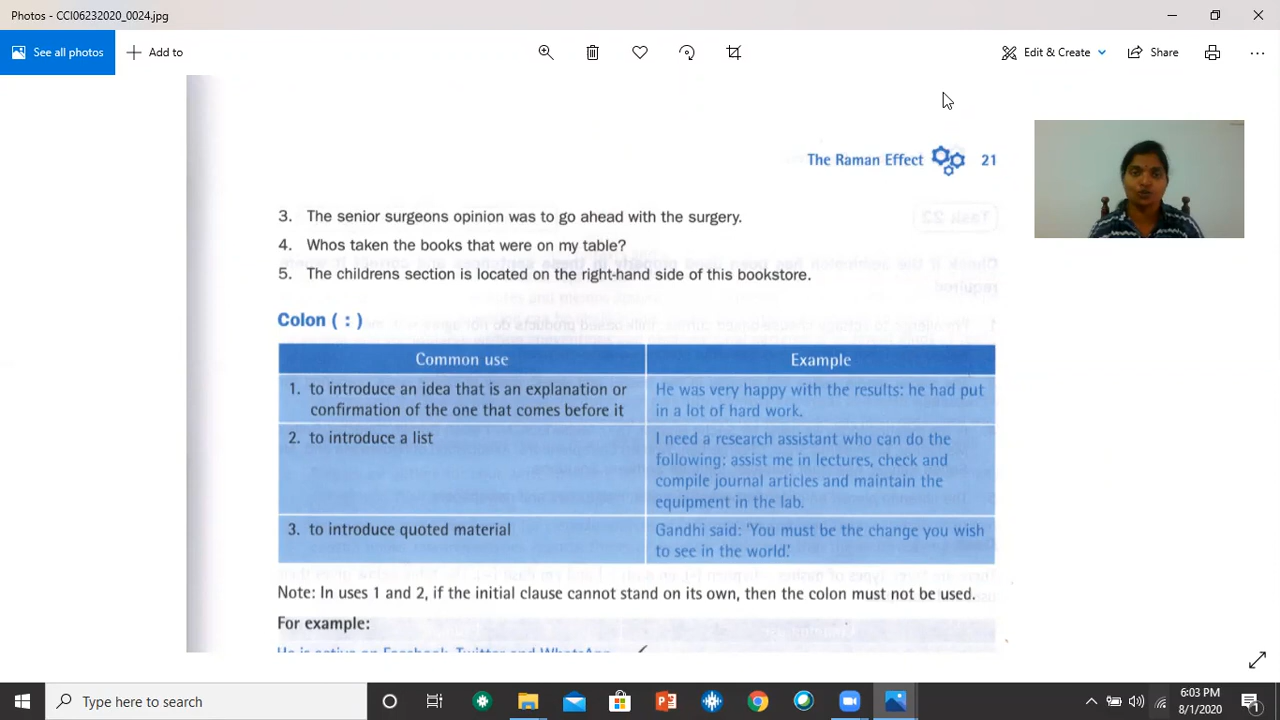 Photos - CCI06232020_0024.jpg
See all photos
Add to
Edit & Create
Share
The Raman Effect 21
3. The senior surgeons opinion was to go ahead with the surgery.
4. Whos taken the books that were on my table?
5. The childrens section is located on the right-hand side of this bookstore.
Colon ( : )
Common use Example
1. to introduce an idea that is an explanation or
confirmation of the one that comes before it
He was very happy with the results: he had put
in a lot of hard work.
2. to introduce a list
I need a research assistant who can do the
following: assist me in lectures, check and
compile journal articles and maintain the
equipment in the lab.
3. to introduce quoted material
Gandhi said: 'You must be the change you wish
to see in the world.'
Note: In uses 1 and 2, if the initial clause cannot stand on its own, then the colon must not be used.
For example:
He is active on Facebook, Twitter and WhatsApp
Type here to search
6:03 PM
8/1/2020